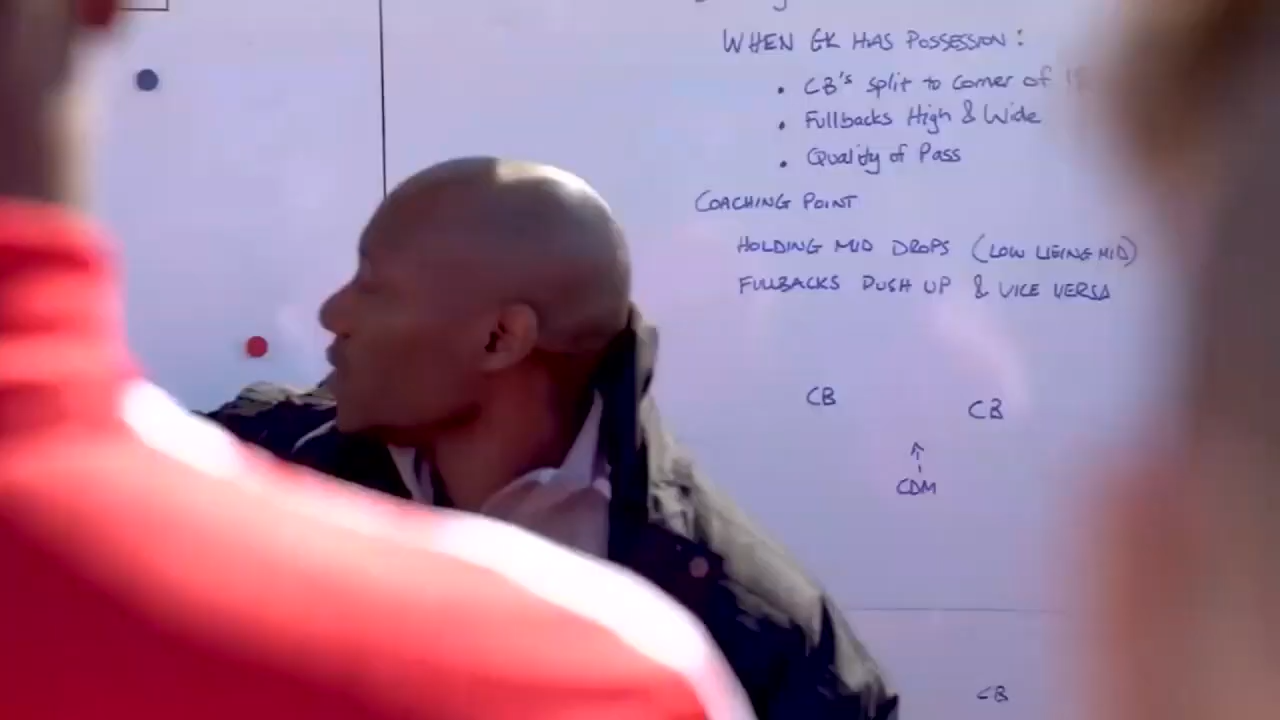 WHEN GK HAS POSSESSION:
• CB's split to corner of
• Fullbacks High & Wide
• Quality of Pass
COACHING POINT
HOLDING MID DROPS (LOW LIEING MID)
FULLBACKS PUSH UP & VICE VERSA
CB CB
CDM
CB